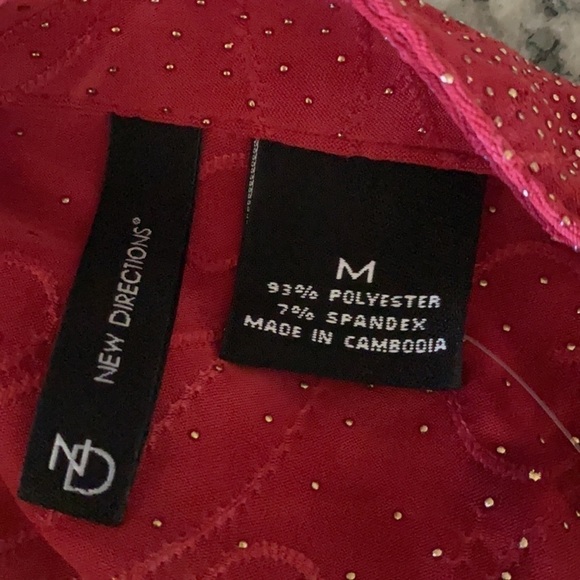 NEW DIRECTIONS®
ND
M
93% POLYESTER
7% SPANDEX
MADE IN CAMBODIA